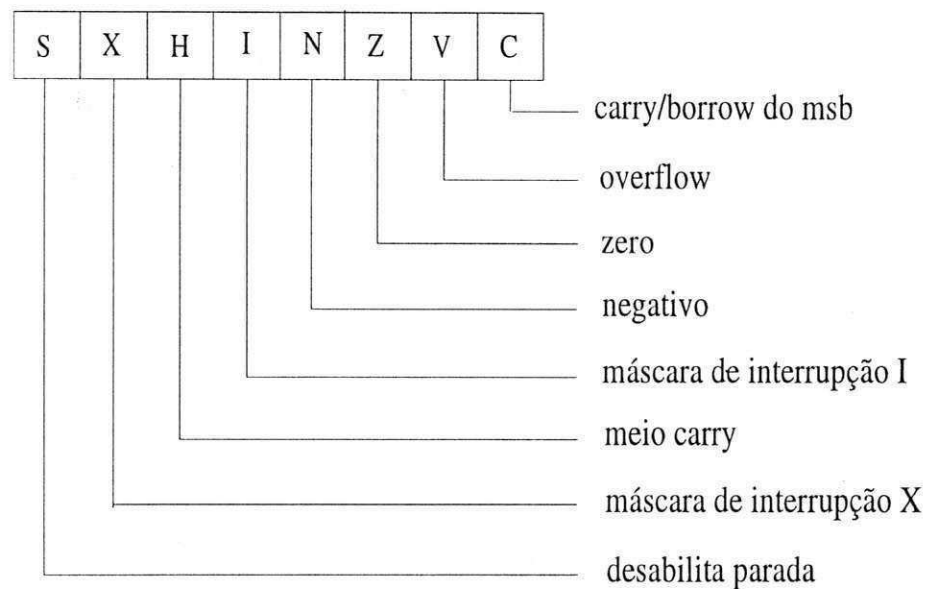 S X H I N Z V C
carry/borrow do msb
overflow
zero
negativo
máscara de interrupção I
meio carry
máscara de interrupção X
desabilita parada